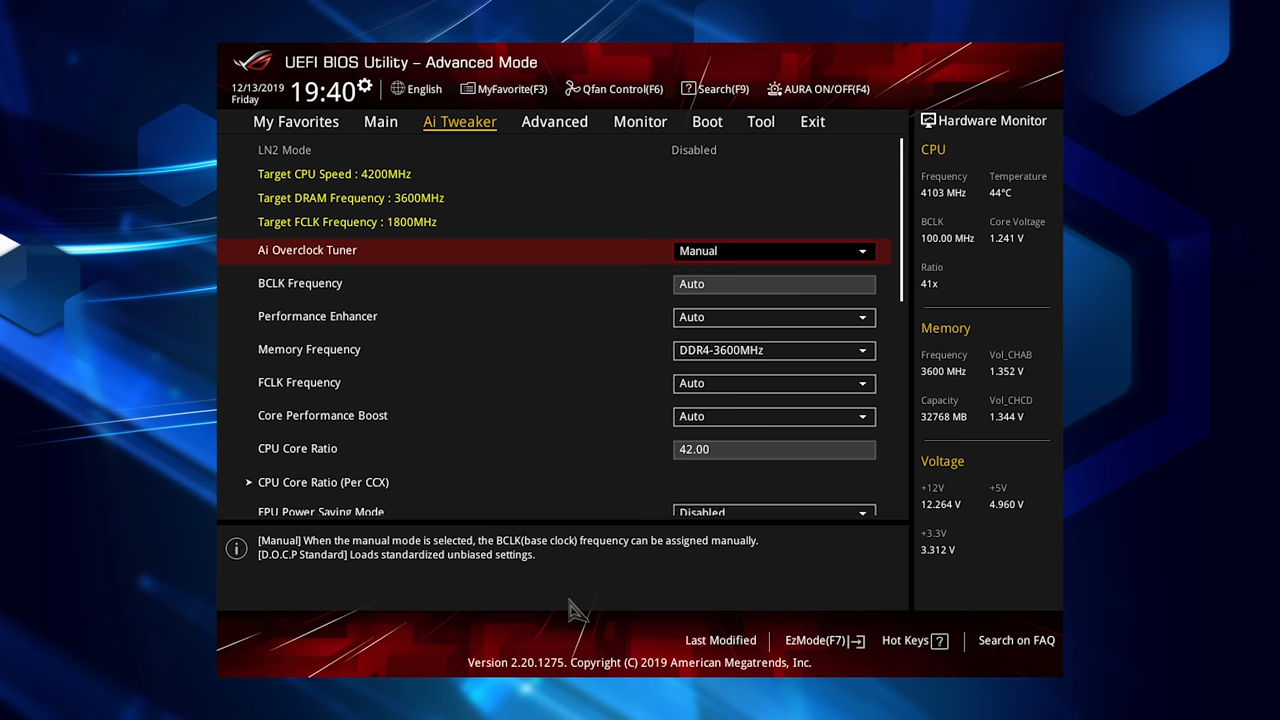 UEFI BIOS Utility – Advanced Mode
12/13/2019
Friday
19:40
English
MyFavorite(F3)
Qfan Control(F6)
? Search(F9)
AURA ON/OFF(F4)
My Favorites Main Ai Tweaker Advanced Monitor Boot Tool Exit
LN2 Mode Disabled
Target CPU Speed : 4200MHz
Target DRAM Frequency : 3600MHz
Target FCLK Frequency : 1800MHz
Ai Overclock Tuner Manual
BCLK Frequency Auto
Performance Enhancer Auto
Memory Frequency DDR4-3600MHz
FCLK Frequency Auto
Core Performance Boost Auto
CPU Core Ratio 42.00
CPU Core Ratio (Per CCX)
FPU Power Saving Mode Disabled
[Manual] When the manual mode is selected, the BCLK(base clock) frequency can be assigned manually.
[D.O.C.P Standard] Loads standardized unbiased settings.
Hardware Monitor
CPU
Frequency Temperature
4103 MHz 44°C
BCLK Core Voltage
100.00 MHz 1.241 V
Ratio
41x
Memory
Frequency Vol_CHAB
3600 MHz 1.352 V
Capacity Vol_CHCD
32768 MB 1.344 V
Voltage
+12V +5V
12.264 V 4.960 V
+3.3V
3.312 V
Last Modified EzMode(F7) Hot Keys ? Search on FAQ
Version 2.20.1275. Copyright (C) 2019 American Megatrends, Inc.